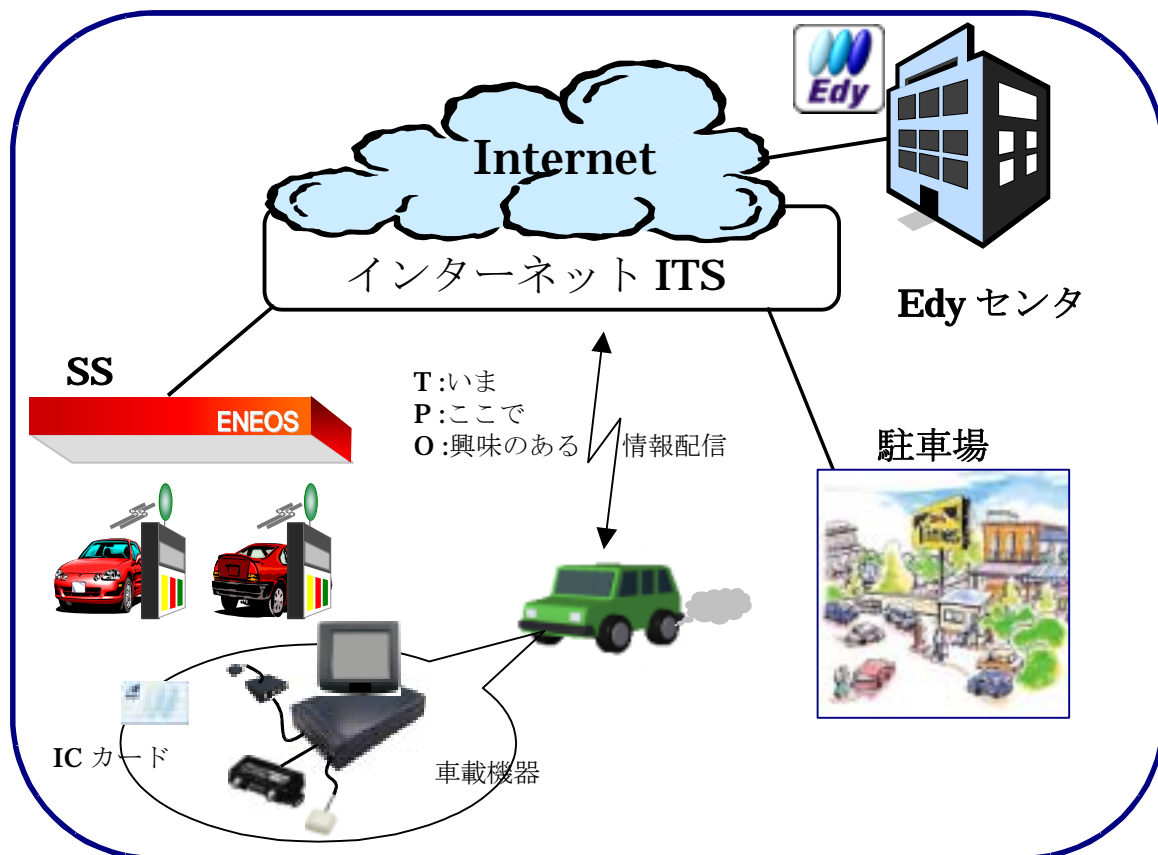 Edy
Internet
インターネット ITS
Edy センタ
SS
ENEOS
T :いま
P :ここで
O :興味のある 情報配信
駐車場
Times
IC カード
車載機器